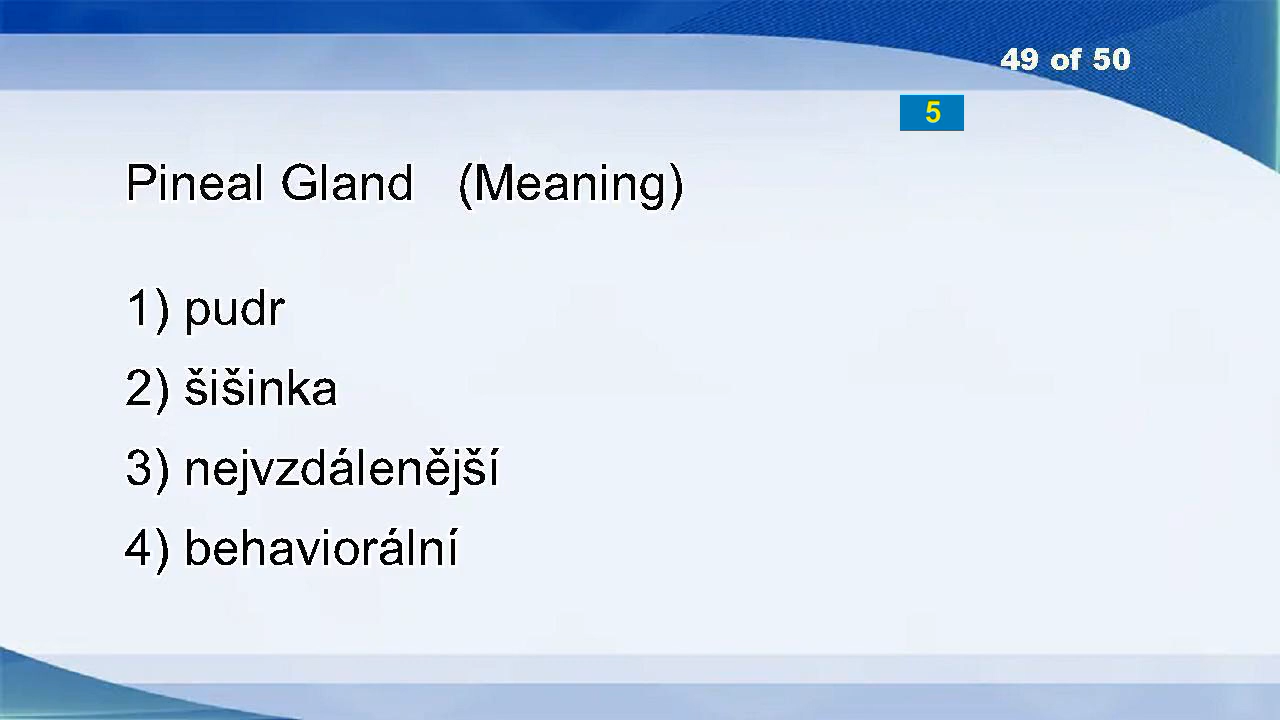 49 of 50
5
Pineal Gland (Meaning)
1) pudr
2) šišinka
3) nejvzdálenější
4) behaviorální